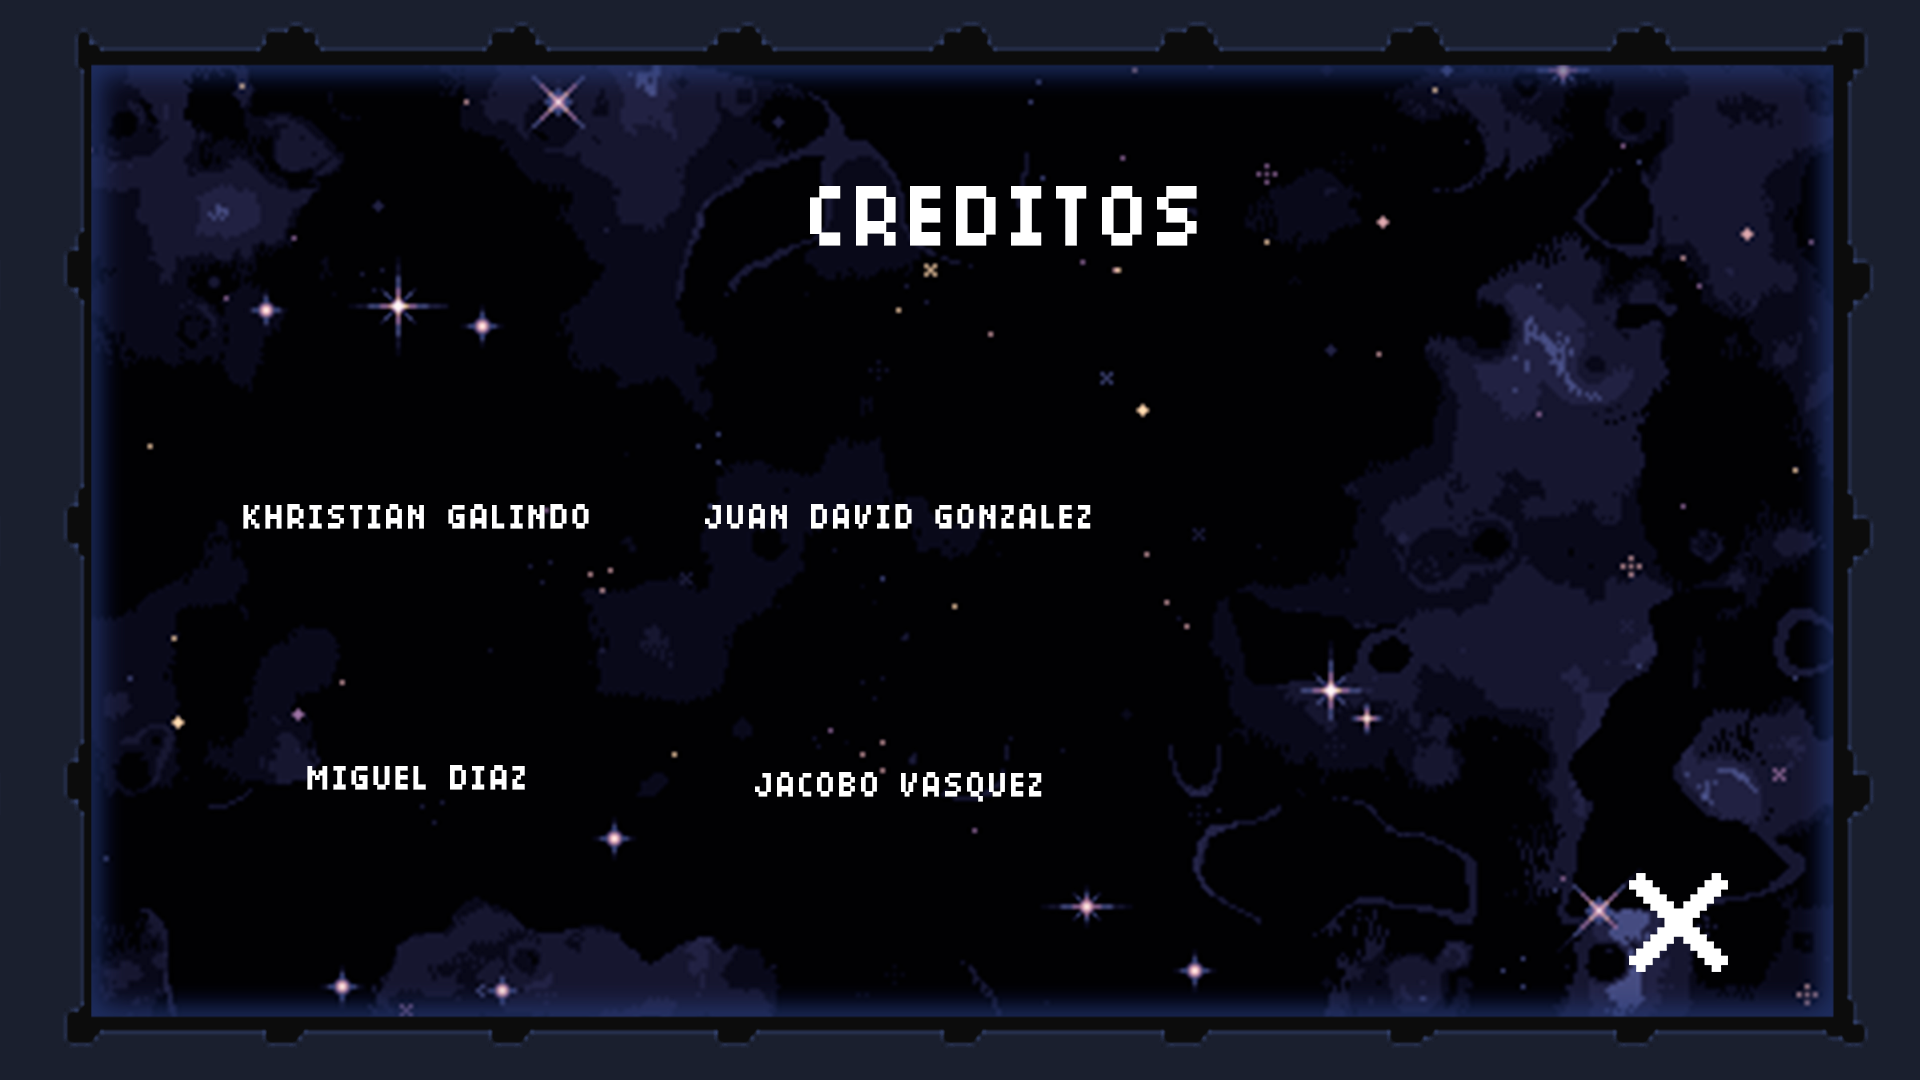 CREDITOS
KHRISTIAN GALINDO
JUAN DAVID GONZALEZ
MIGUEL DIAZ
JACOBO VASQUEZ